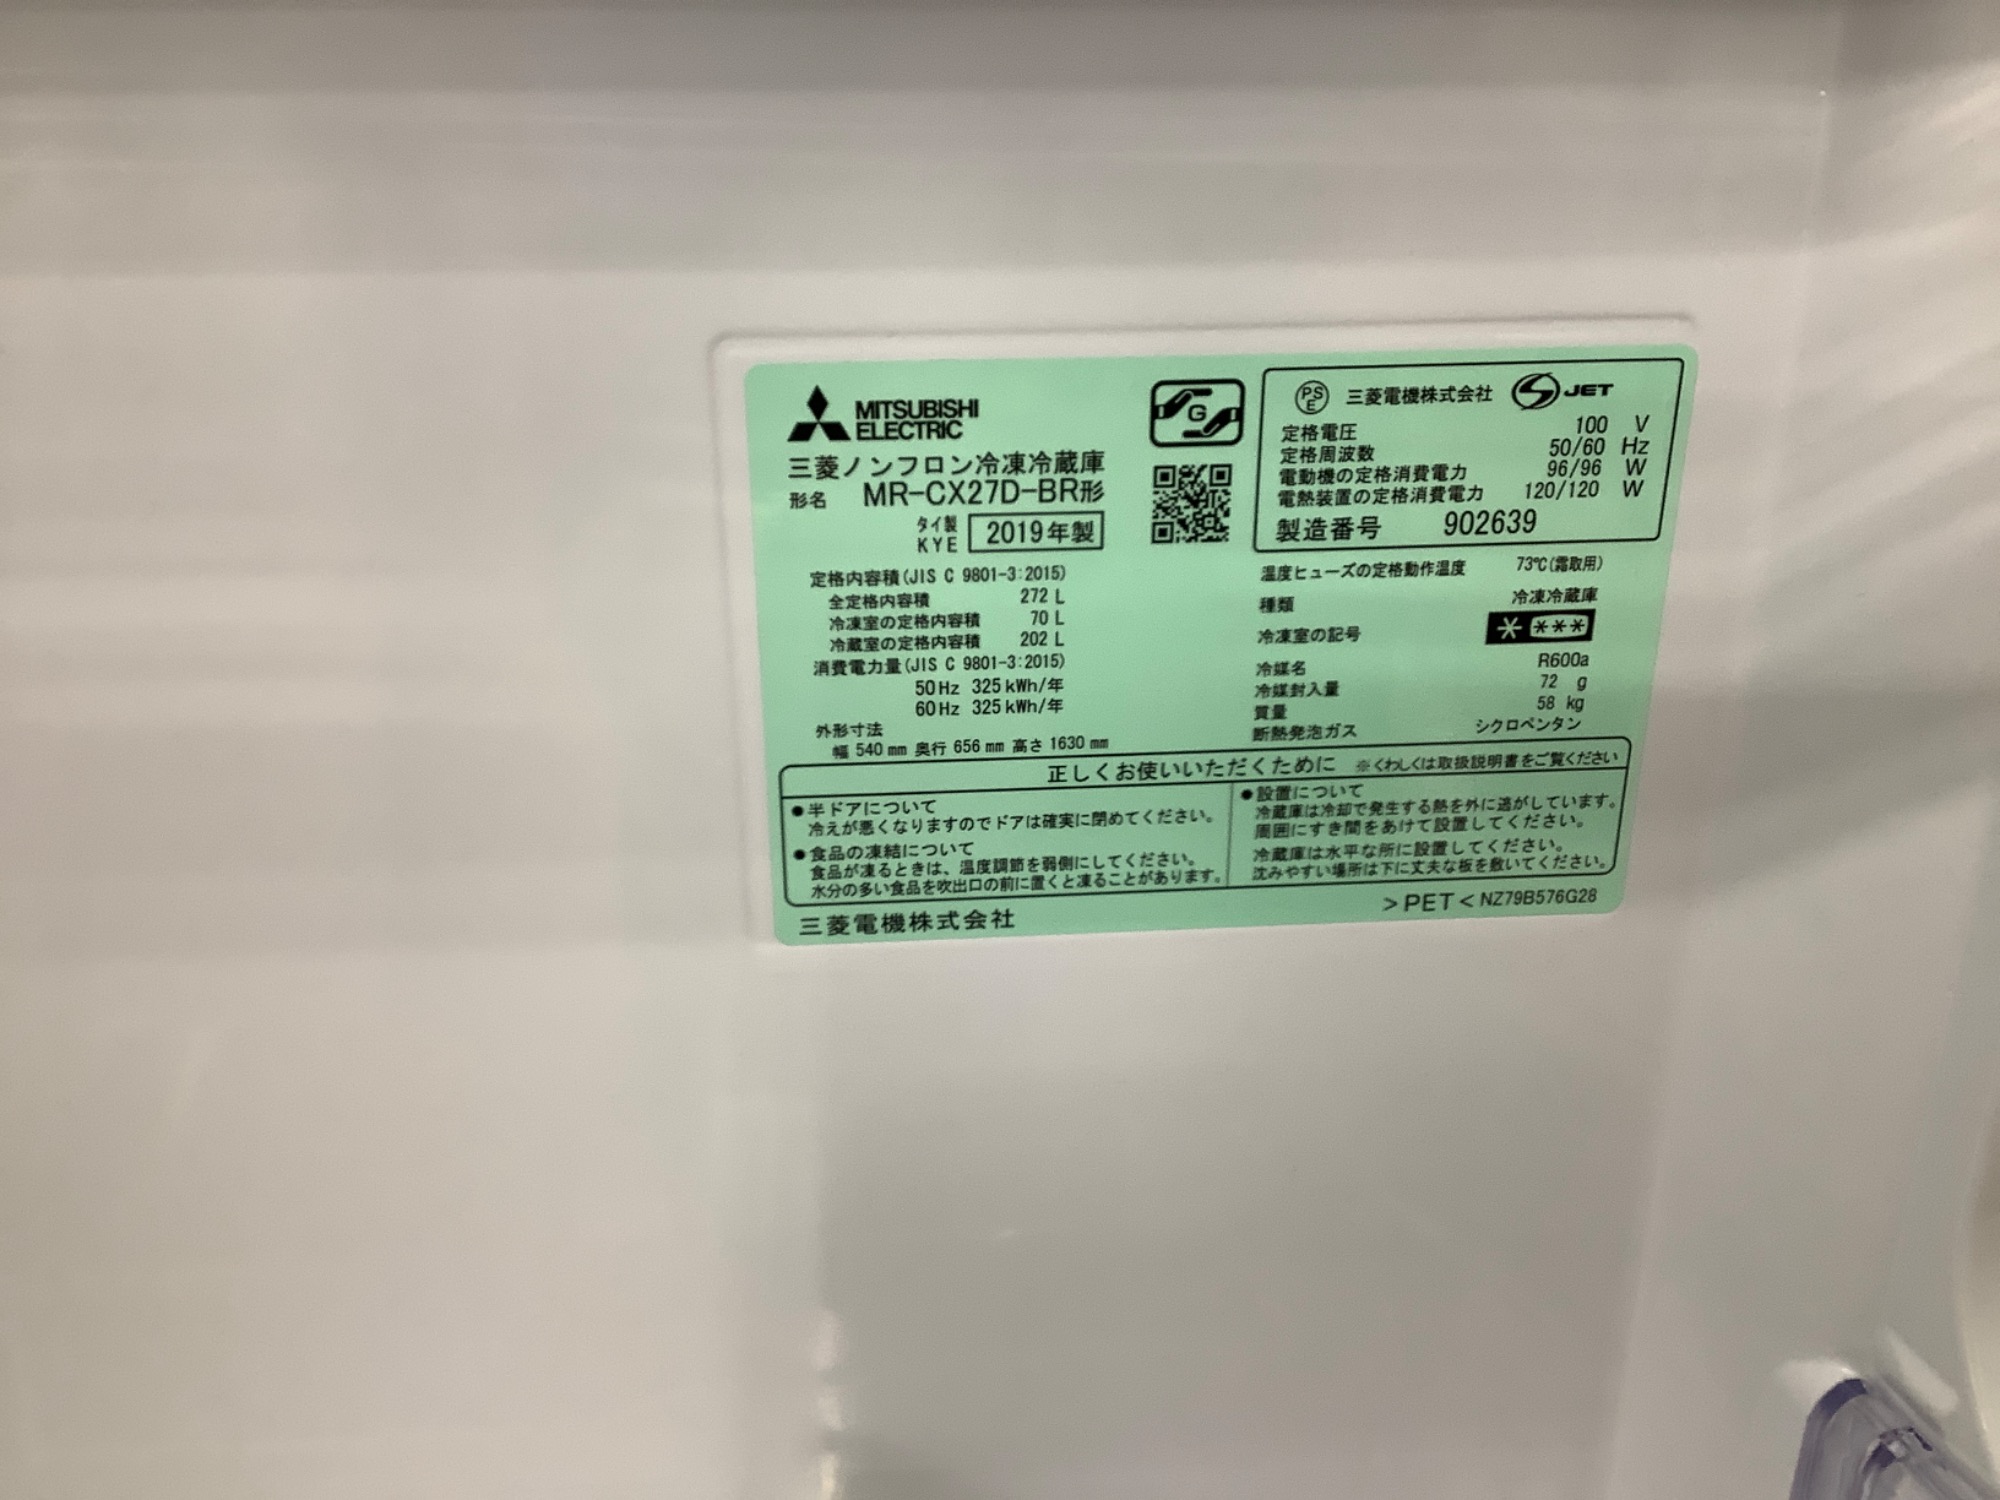 MITSUBISHI
ELECTRIC
三菱ノンフロン冷凍冷蔵庫
形名 MR-CX27D-BR形
タイ製
KYE
2019年製
G
PSE 三菱電機株式会社 JET
定格電圧 100 V
定格周波数 50/60 Hz
電動機の定格消費電力 96/96 W
電熱装置の定格消費電力 120/120 W
製造番号 902639
定格内容積(JIS C 9801-3:2015)
全定格内容積 272 L
冷凍室の定格内容積 70 L
冷蔵室の定格内容積 202 L
消費電力量(JIS C 9801-3:2015)
50Hz 325kWh/年
60Hz 325kWh/年
外形寸法
幅 540mm 奥行 656mm 高さ 1630mm
温度ヒューズの定格動作温度 73℃(霜取用)
種類 冷凍冷蔵庫
冷凍室の記号 * ***
冷媒名 R600a
冷媒封入量 72 g
質量 58 kg
断熱発泡ガス シクロペンタン
正しくお使いいただくために ※くわしくは取扱説明書をご覧ください
●半ドアについて
冷えが悪くなりますのでドアは確実に閉めてください。
●食品の凍結について
食品が凍るときは、温度調節を弱側にしてください。
水分の多い食品を吹出口の前に置くと凍ることがあります。
●設置について
冷蔵庫は冷却で発生する熱を外に逃がしています。
周囲にすき間をあけて設置してください。
冷蔵庫は水平な所に設置してください。
沈みやすい場所は下に丈夫な板を敷いてください。
三菱電機株式会社
>PET< NZ79B576G28